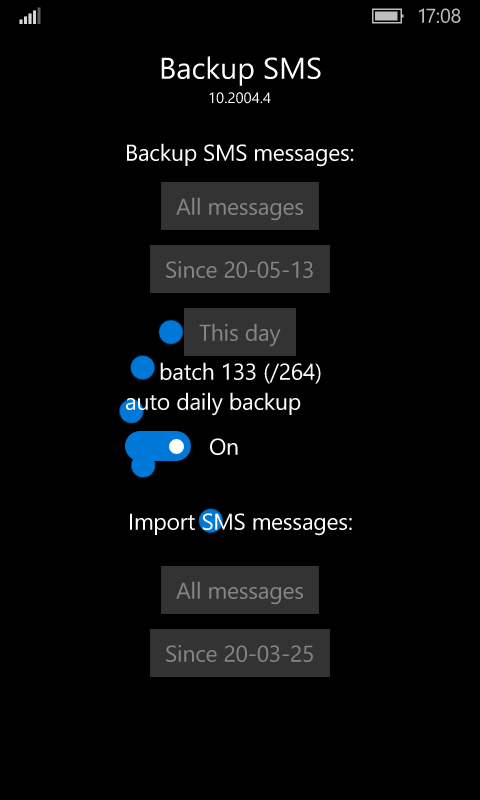 17:08
Backup SMS
10.2004.4
Backup SMS messages:
All messages
Since 20-05-13
This day
batch 133 (/264)
auto daily backup
On
Import SMS messages:
All messages
Since 20-03-25